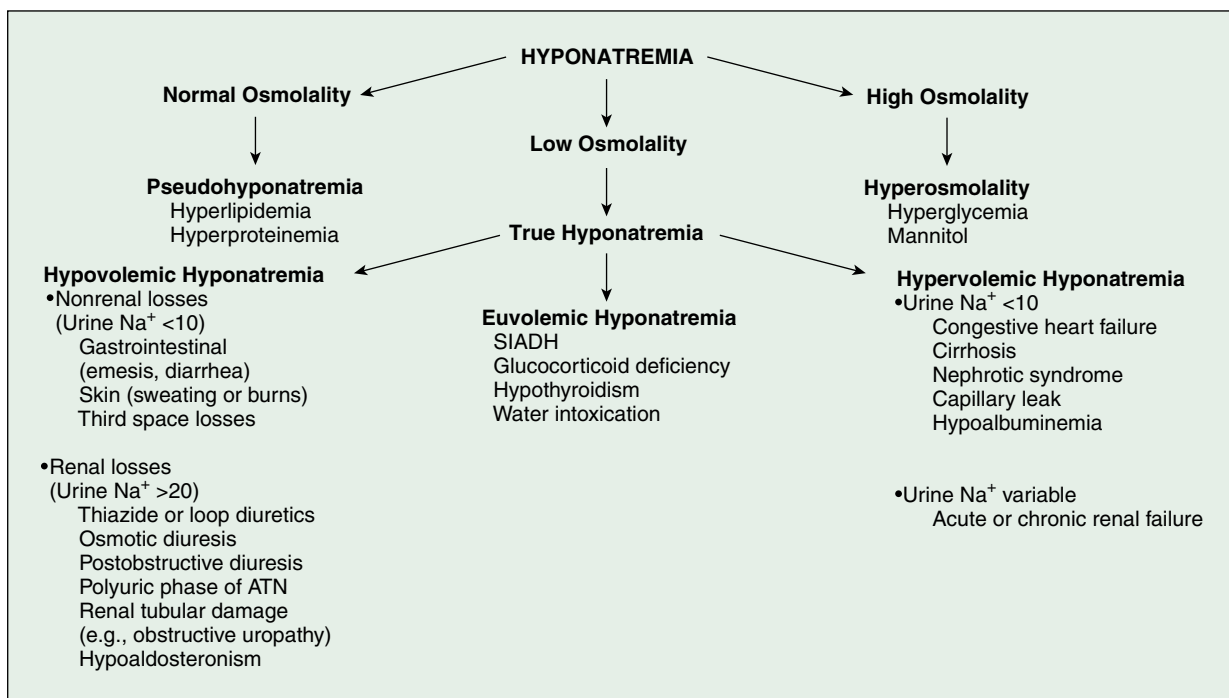 HYPONATREMIA
Normal Osmolality
High Osmolality
Low Osmolality
Pseudohyponatremia
Hyperlipidemia
Hyperproteinemia
Hyperosmolality
Hyperglycemia
Mannitol
True Hyponatremia
Hypovolemic Hyponatremia
•Nonrenal losses
(Urine Na⁺ <10)
Gastrointestinal
(emesis, diarrhea)
Skin (sweating or burns)
Third space losses
•Renal losses
(Urine Na⁺ >20)
Thiazide or loop diuretics
Osmotic diuresis
Postobstructive diuresis
Polyuric phase of ATN
Renal tubular damage
(e.g., obstructive uropathy)
Hypoaldosteronism
Euvolemic Hyponatremia
SIADH
Glucocorticoid deficiency
Hypothyroidism
Water intoxication
Hypervolemic Hyponatremia
•Urine Na⁺ <10
Congestive heart failure
Cirrhosis
Nephrotic syndrome
Capillary leak
Hypoalbuminemia
•Urine Na⁺ variable
Acute or chronic renal failure